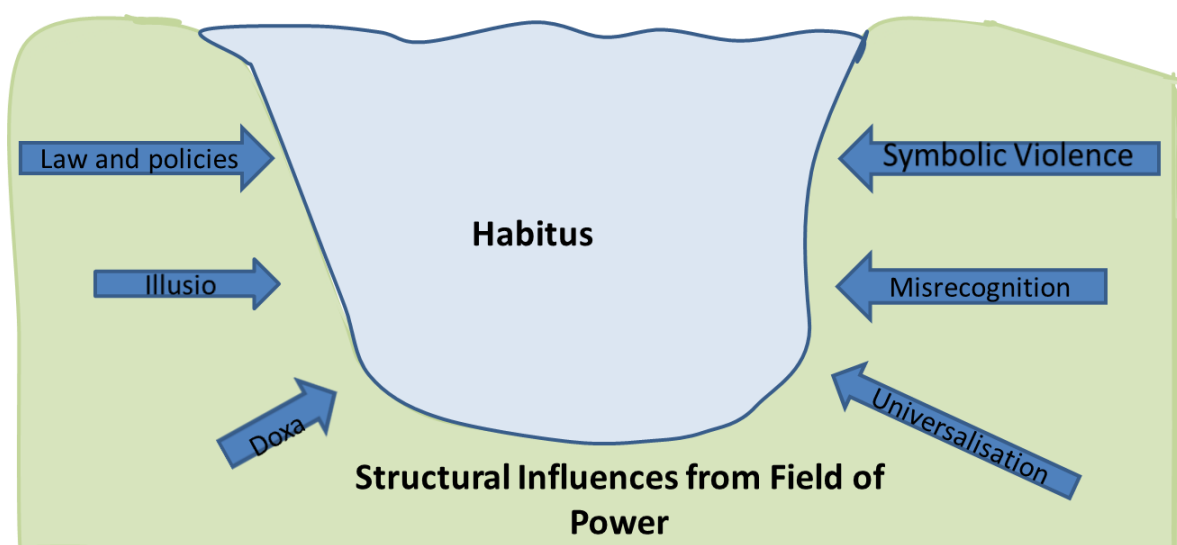 Law and policies
Symbolic Violence
Habitus
Illusio
Misrecognition
Doxa
Universalisation
Structural Influences from Field of
Power